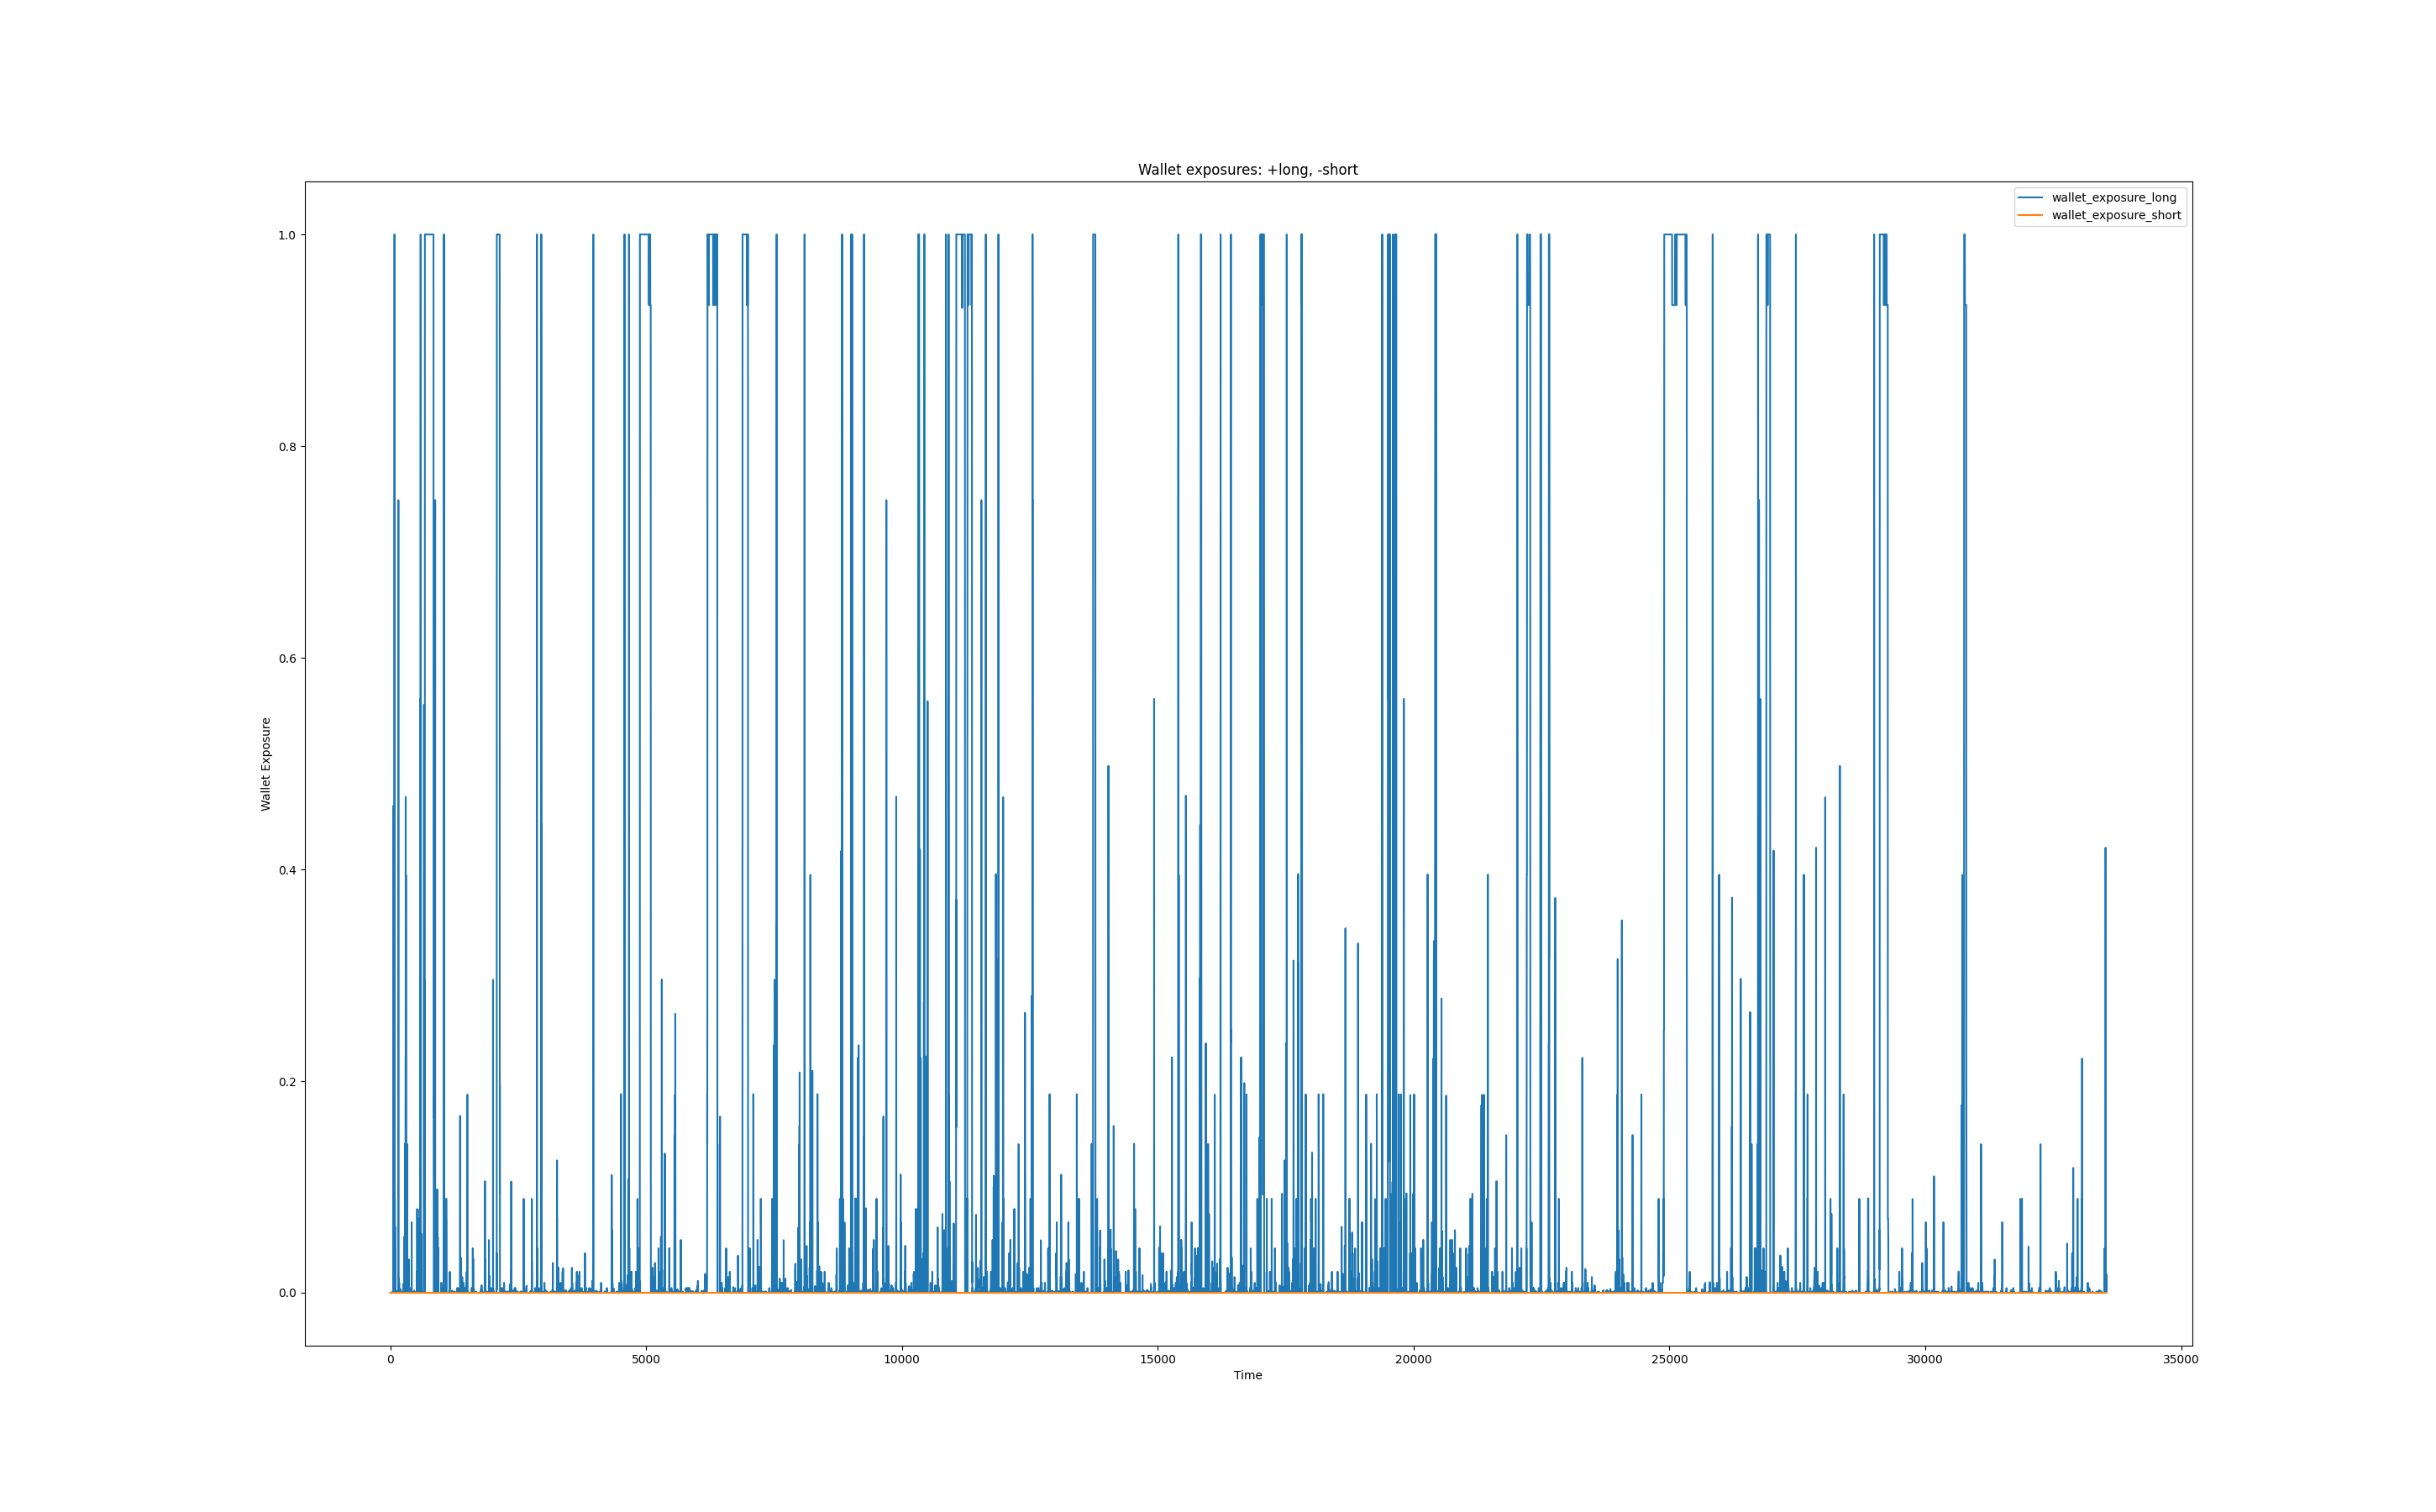 Wallet exposures: +long, -short
wallet_exposure_long
wallet_exposure_short
1.0
0.8
0.6
0.4
0.2
0.0
Wallet Exposure
0 5000 10000 15000 20000 25000 30000 35000
Time